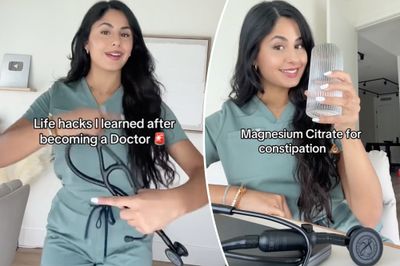 Life hacks I learned after
becoming a Doctor 🚨
Magnesium Citrate for
constipation 💩